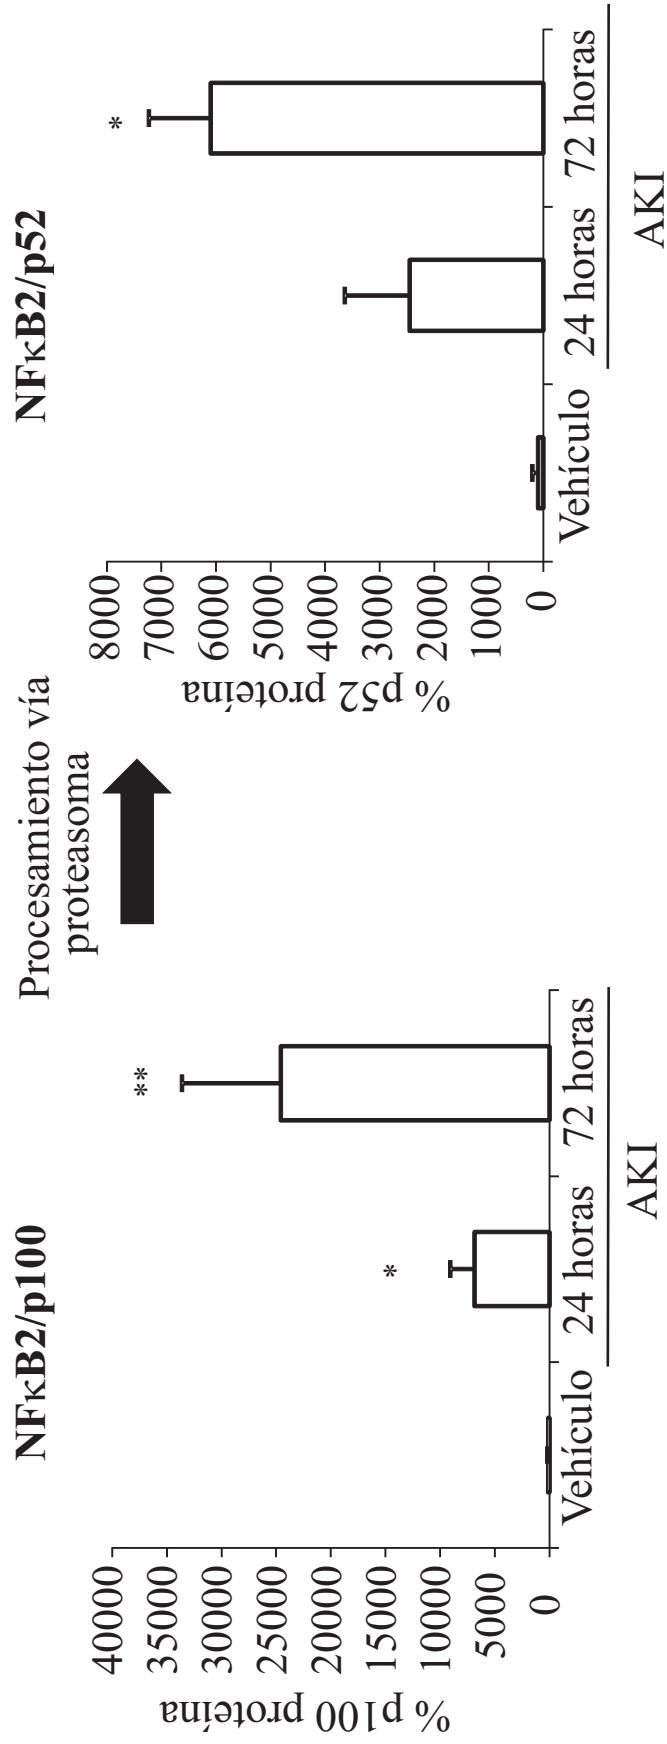 NFκB2/p100
% p100 proteína
40000
35000
30000
25000
20000
15000
10000
5000
0
**
*
Vehículo 24 horas 72 horas
AKI
Procesamiento vía
proteasoma
NFκB2/p52
% p52 proteína
8000
7000
6000
5000
4000
3000
2000
1000
0
*
Vehículo 24 horas 72 horas
AKI